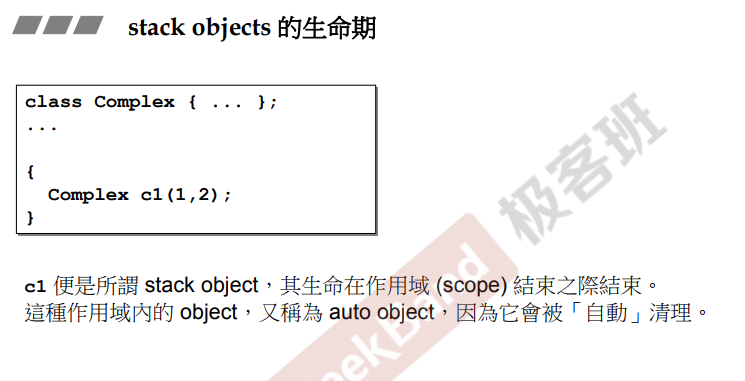 stack objects 的生命期
class Complex { ... };
...
{
Complex c1(1,2);
}
c1 便是所謂 stack object，其生命在作用域 (scope) 結束之際結束。
這種作用域內的 object，又稱為 auto object，因為它會被「自動」清理。
GeekBand 极客班